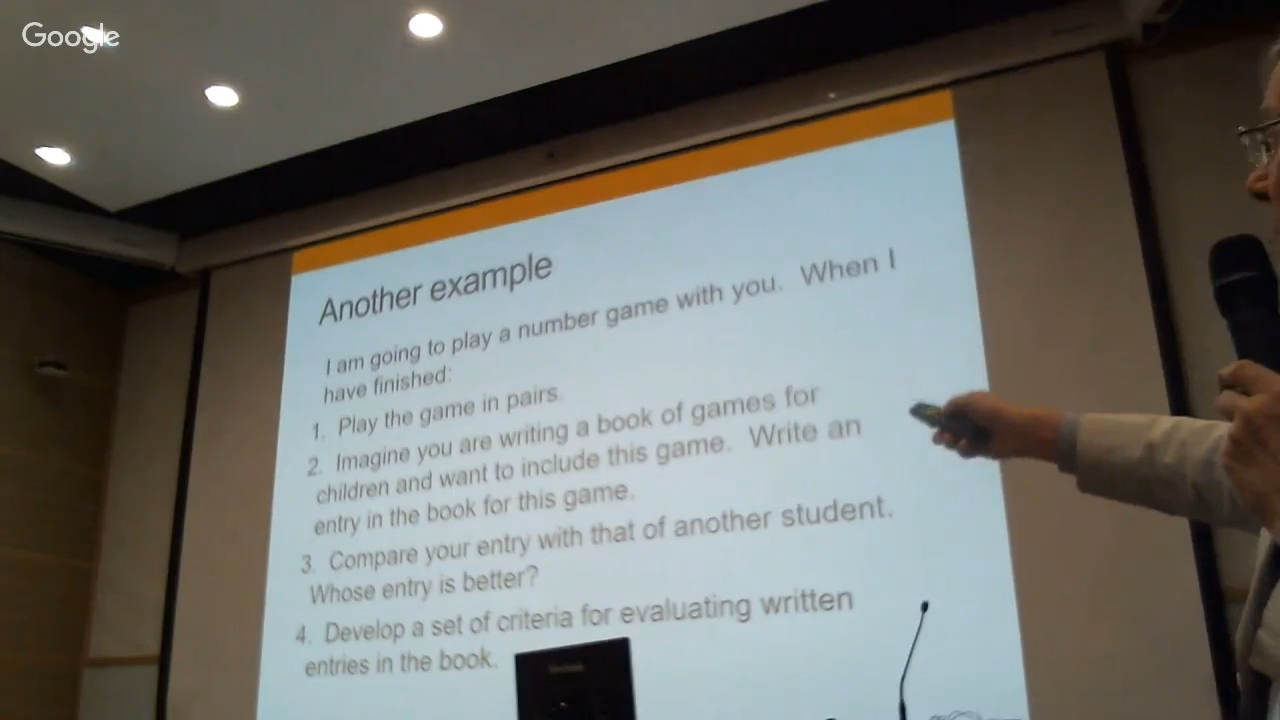 Google
Another example
I am going to play a number game with you. When I
have finished:
1. Play the game in pairs.
2. Imagine you are writing a book of games for
children and want to include this game. Write an
entry in the book for this game.
3. Compare your entry with that of another student.
Whose entry is better?
4. Develop a set of criteria for evaluating written
entries in the book.